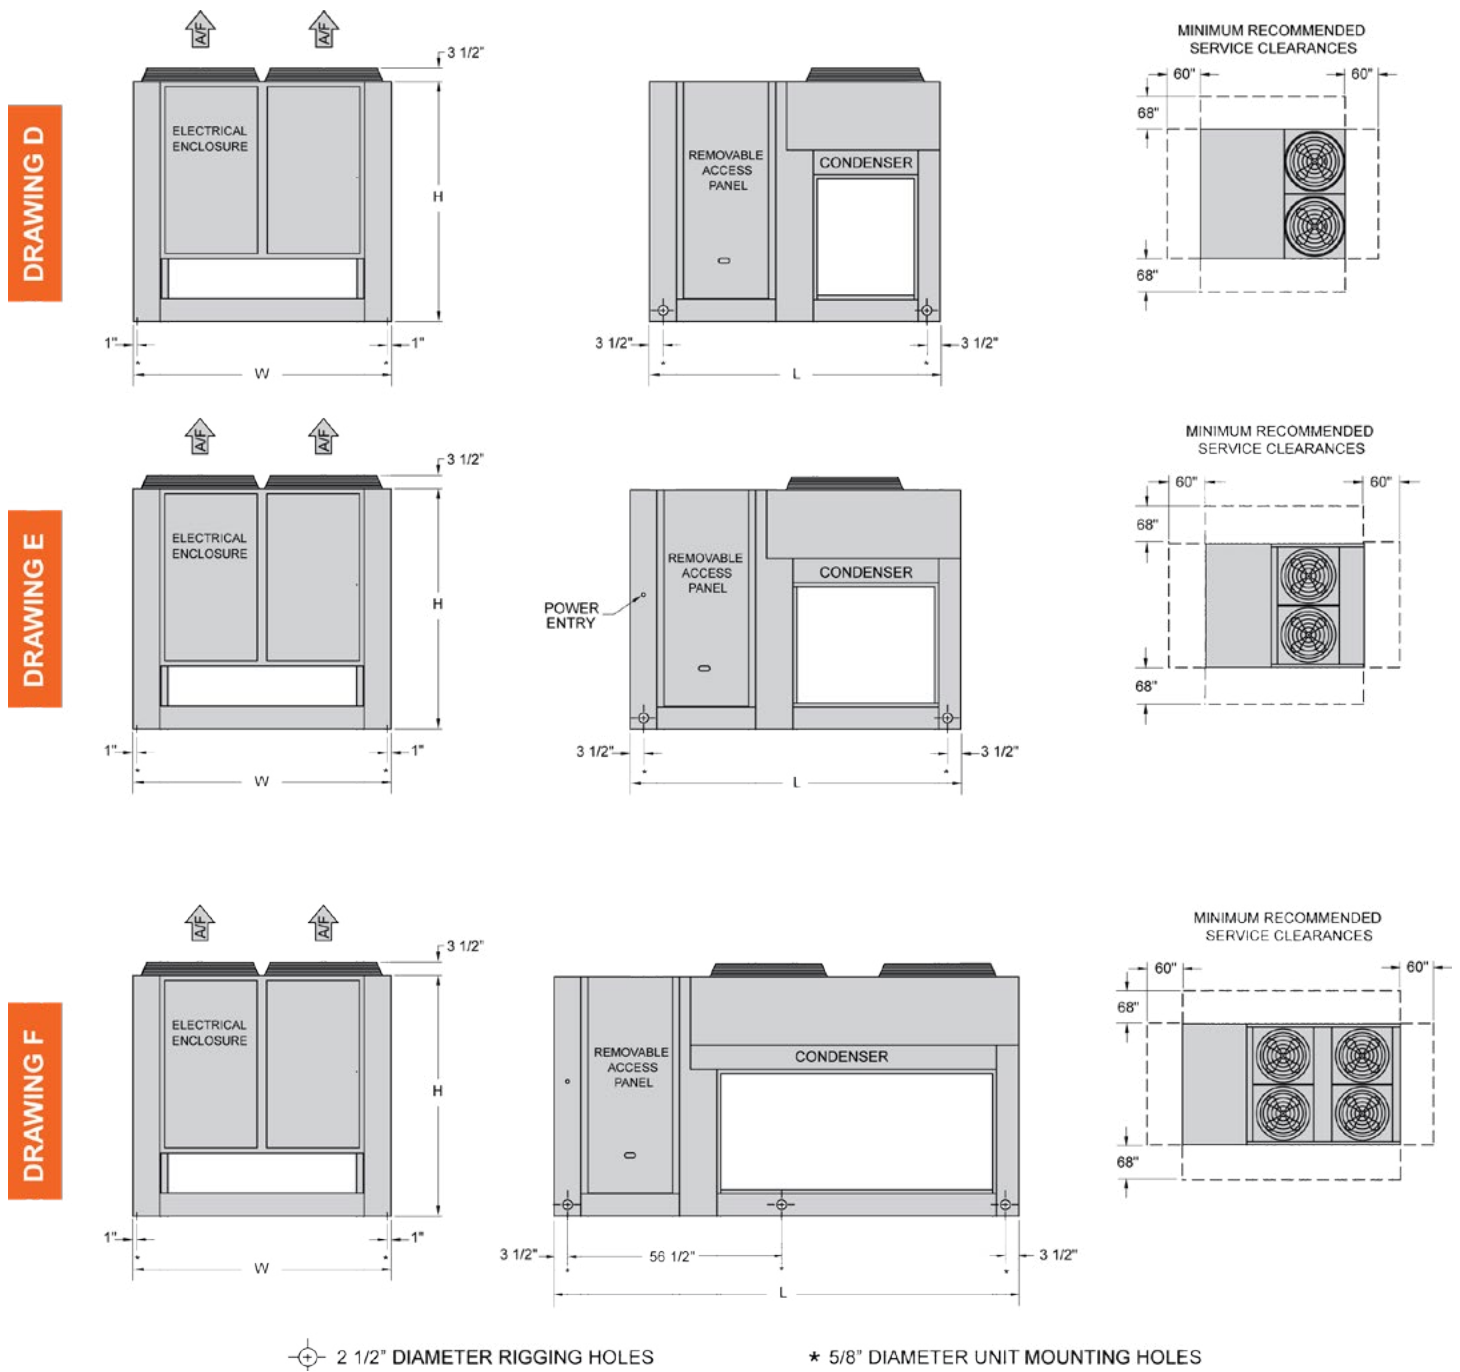 DRAWING D
A/F
A/F
3 1/2"
ELECTRICAL
ENCLOSURE
H
1"
1"
*
*
W
REMOVABLE
ACCESS
PANEL
CONDENSER
3 1/2"
3 1/2"
*
*
L
MINIMUM RECOMMENDED
SERVICE CLEARANCES
60"
60"
68"
68"
DRAWING E
A/F
A/F
3 1/2"
ELECTRICAL
ENCLOSURE
H
1"
1"
*
*
W
POWER
ENTRY
REMOVABLE
ACCESS
PANEL
CONDENSER
3 1/2"
3 1/2"
*
*
L
MINIMUM RECOMMENDED
SERVICE CLEARANCES
60"
60"
68"
68"
DRAWING F
A/F
A/F
3 1/2"
ELECTRICAL
ENCLOSURE
H
1"
1"
*
*
W
REMOVABLE
ACCESS
PANEL
CONDENSER
3 1/2"
56 1/2"
3 1/2"
*
*
*
L
MINIMUM RECOMMENDED
SERVICE CLEARANCES
60"
60"
68"
68"
2 1/2" DIAMETER RIGGING HOLES
* 5/8" DIAMETER UNIT MOUNTING HOLES